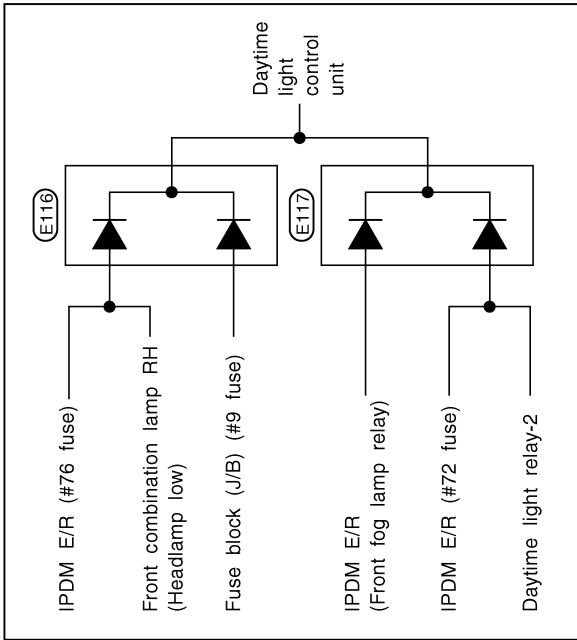 Daytime
light
control
unit
E116
E117
IPDM E/R (#76 fuse)
Front combination lamp RH
(Headlamp low)
Fuse block (J/B) (#9 fuse)
IPDM E/R
(Front fog lamp relay)
IPDM E/R (#72 fuse)
Daytime light relay-2